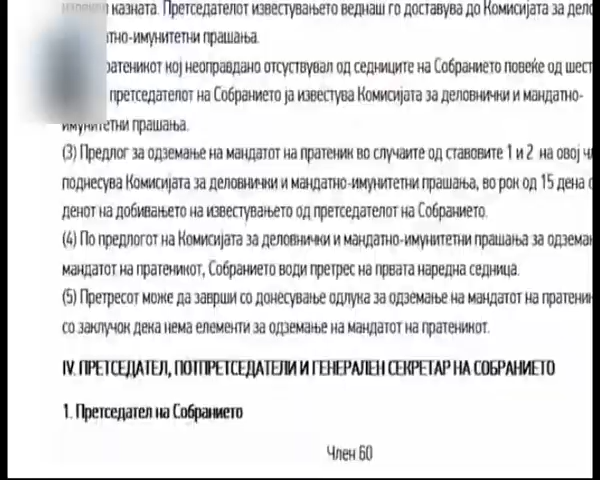 казната. Претседателот известувањето веднаш го доставува до Комисијата за дело
атно-имунитетни прашања.
ратеникот кој неоправдано отсуствувал од седниците на Собранието повеќе од шест
претседателот на Собранието ја известува Комисијата за деловнички и мандатно-
имунитетни прашања.
(3) Предлог за одземање на мандатот на пратеник во случаите од ставовите 1 и 2 на овој чл
поднесува Комисијата за деловнички и мандатно-имунитетни прашања, во рок од 15 дена о
денот на добивањето на известувањето од претседателот на Собранието.
(4) По предлогот на Комисијата за деловнички и мандатно-имунитетни прашања за одземањ
мандатот на пратеникот, Собранието води претрес на првата наредна седница.
(5) Претресот може да заврши со донесување одлука за одземање на мандатот на пратени
со заклучок дека нема елементи за одземање на мандатот на пратеникот.
IV. ПРЕТСЕДАТЕЛ, ПОТПРЕТСЕДАТЕЛИ И ГЕНЕРАЛЕН СЕКРЕТАР НА СОБРАНИЕТО
1. Претседател на Собранието
Член 60